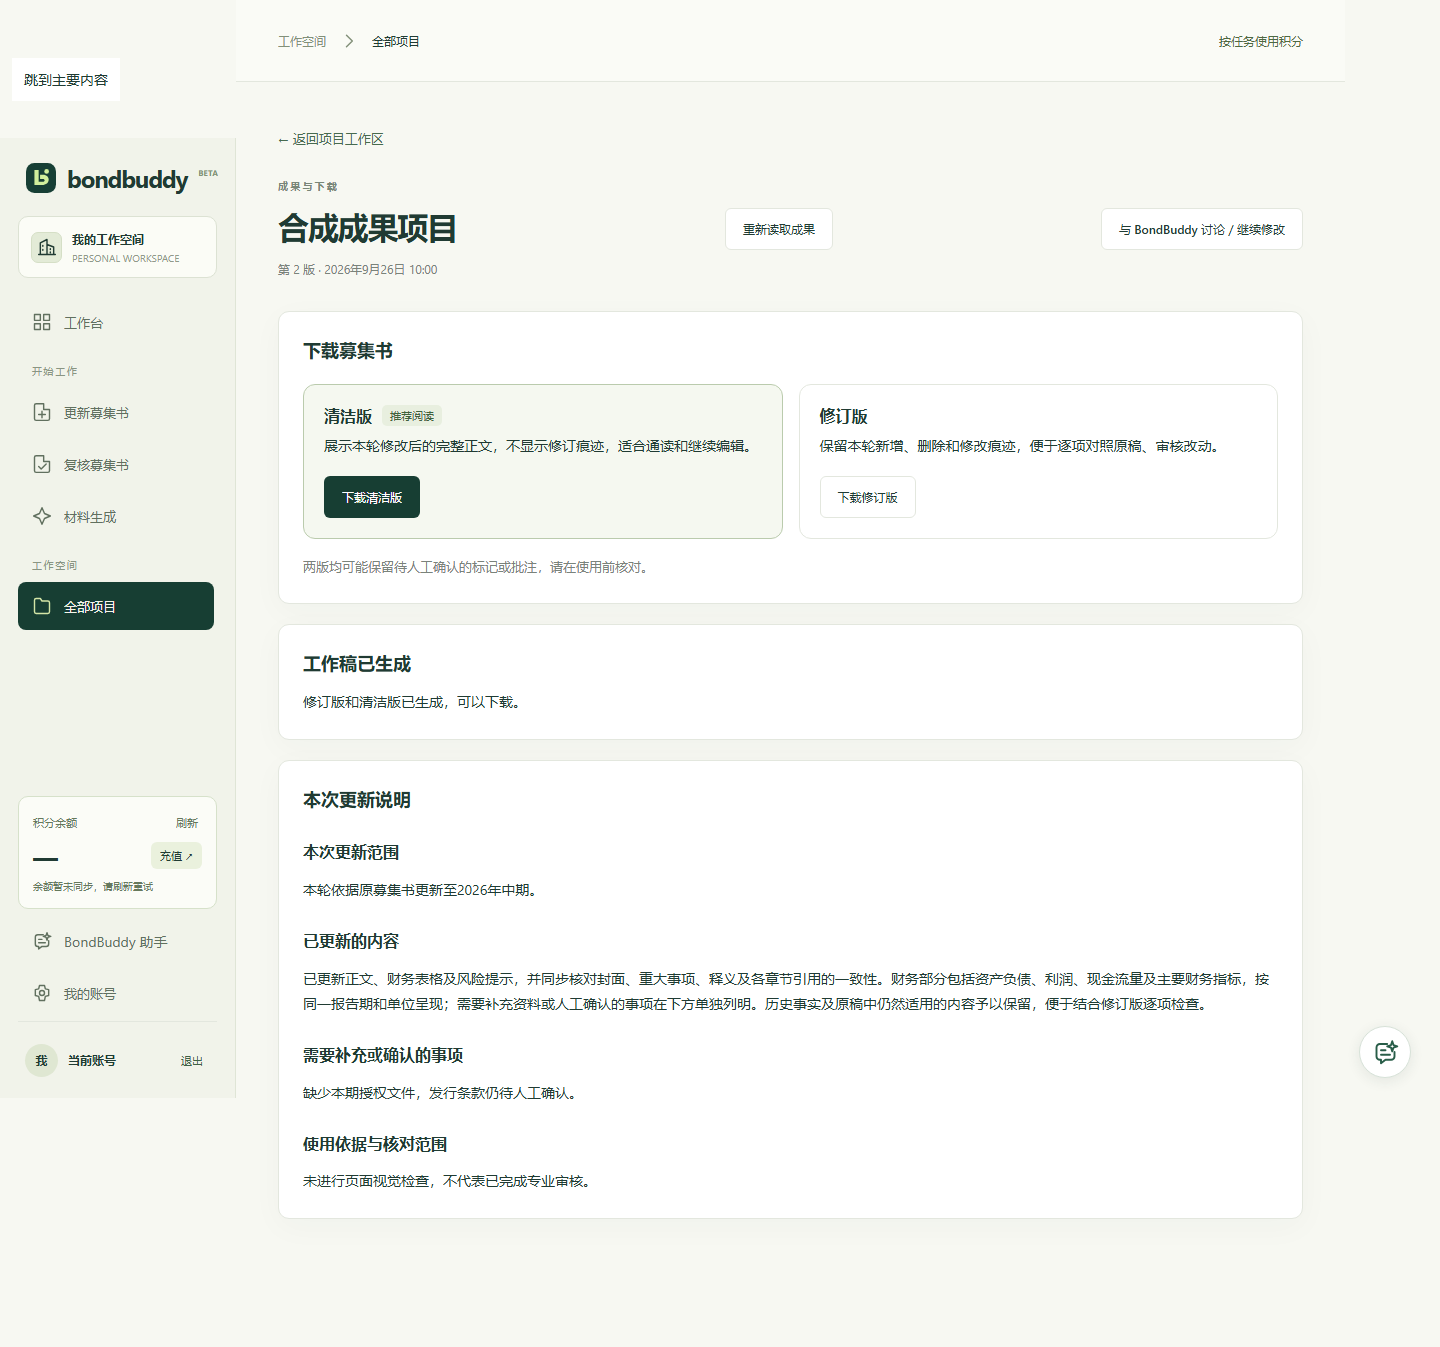 工作空间 > 全部项目
按任务使用积分
跳到主要内容
bondbuddy BETA
我的工作空间
PERSONAL WORKSPACE
工作台
开始工作
更新募集书
复核募集书
材料生成
工作空间
全部项目
积分余额 刷新
—
充值 ↗
余额暂未同步，请刷新重试
BondBuddy 助手
我的账号
我 当前账号 退出
← 返回项目工作区
成果与下载
合成成果项目
重新读取成果
与 BondBuddy 讨论 / 继续修改
第 2 版 · 2026年9月26日 10:00
下载募集书
清洁版 推荐阅读
展示本轮修改后的完整正文，不显示修订痕迹，适合通读和继续编辑。
下载清洁版
修订版
保留本轮新增、删除和修改痕迹，便于逐项对照原稿、审核改动。
下载修订版
两版均可能保留待人工确认的标记或批注，请在使用前核对。
工作稿已生成
修订版和清洁版已生成，可以下载。
本次更新说明
本次更新范围
本轮依据原募集书更新至2026年中期。
已更新的内容
已更新正文、财务表格及风险提示，并同步核对封面、重大事项、释义及各章节引用的一致性。财务部分包括资产负债、利润、现金流量及主要财务指标，按
同一报告期和单位呈现；需要补充资料或人工确认的事项在下方单独列明。历史事实及原稿中仍然适用的内容予以保留，便于结合修订版逐项检查。
需要补充或确认的事项
缺少本期授权文件，发行条款仍待人工确认。
使用依据与核对范围
未进行页面视觉检查，不代表已完成专业审核。